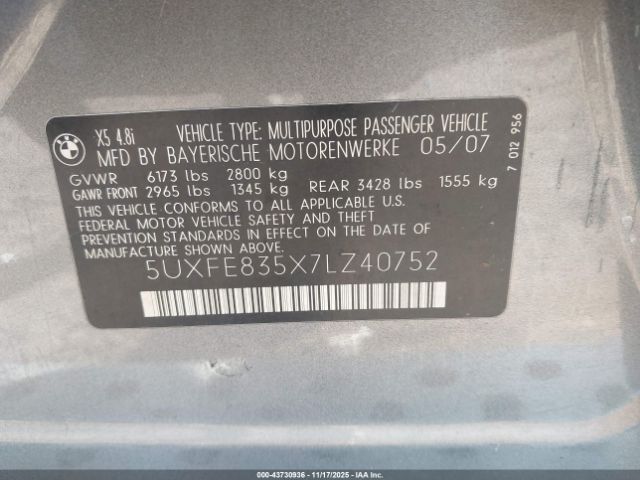 BMW
X5 4.8i
VEHICLE TYPE: MULTIPURPOSE PASSENGER VEHICLE
MFD BY BAYERISCHE MOTORENWERKE 05/07
GVWR 6173 lbs 2800 kg
GAWR FRONT 2965 lbs 1345 kg REAR 3428 lbs 1555 kg
THIS VEHICLE CONFORMS TO ALL APPLICABLE U.S.
FEDERAL MOTOR VEHICLE SAFETY AND THEFT
PREVENTION STANDARDS IN EFFECT ON THE DATE OF
MANUFACTURE SHOWN ABOVE.
5UXFE835X7LZ40752
7 012 956
000-43730936 - 11/17/2025 - IAAI.COM